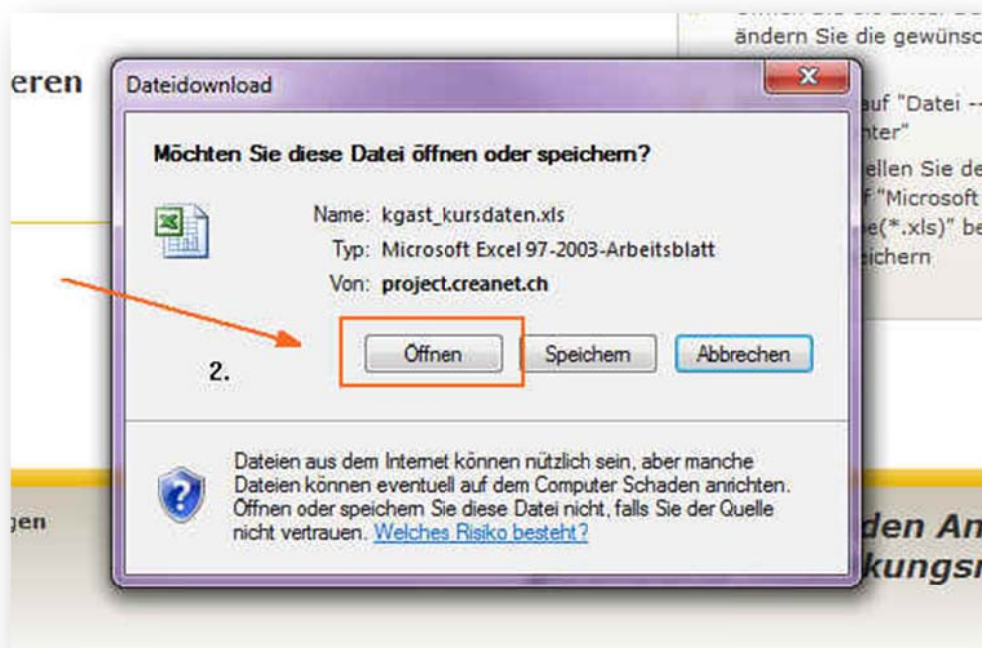 ändern Sie die gewünsc
eren
Dateidownload
auf "Datei --
nter"
Möchten Sie diese Datei öffnen oder speichern?
ellen Sie de
"Microsoft
Name: kgast_kursdaten.xls
e(*.xls)" be
Typ: Microsoft Excel 97-2003-Arbeitsblatt
eichern
Von: project.creanet.ch
Öffnen Speichern Abbrechen
2.
Dateien aus dem Internet können nützlich sein, aber manche
Dateien können eventuell auf dem Computer Schaden anrichten.
Öffnen oder speichern Sie diese Datei nicht, falls Sie der Quelle
nicht vertrauen. Welches Risiko besteht?
gen
den An
kungsr